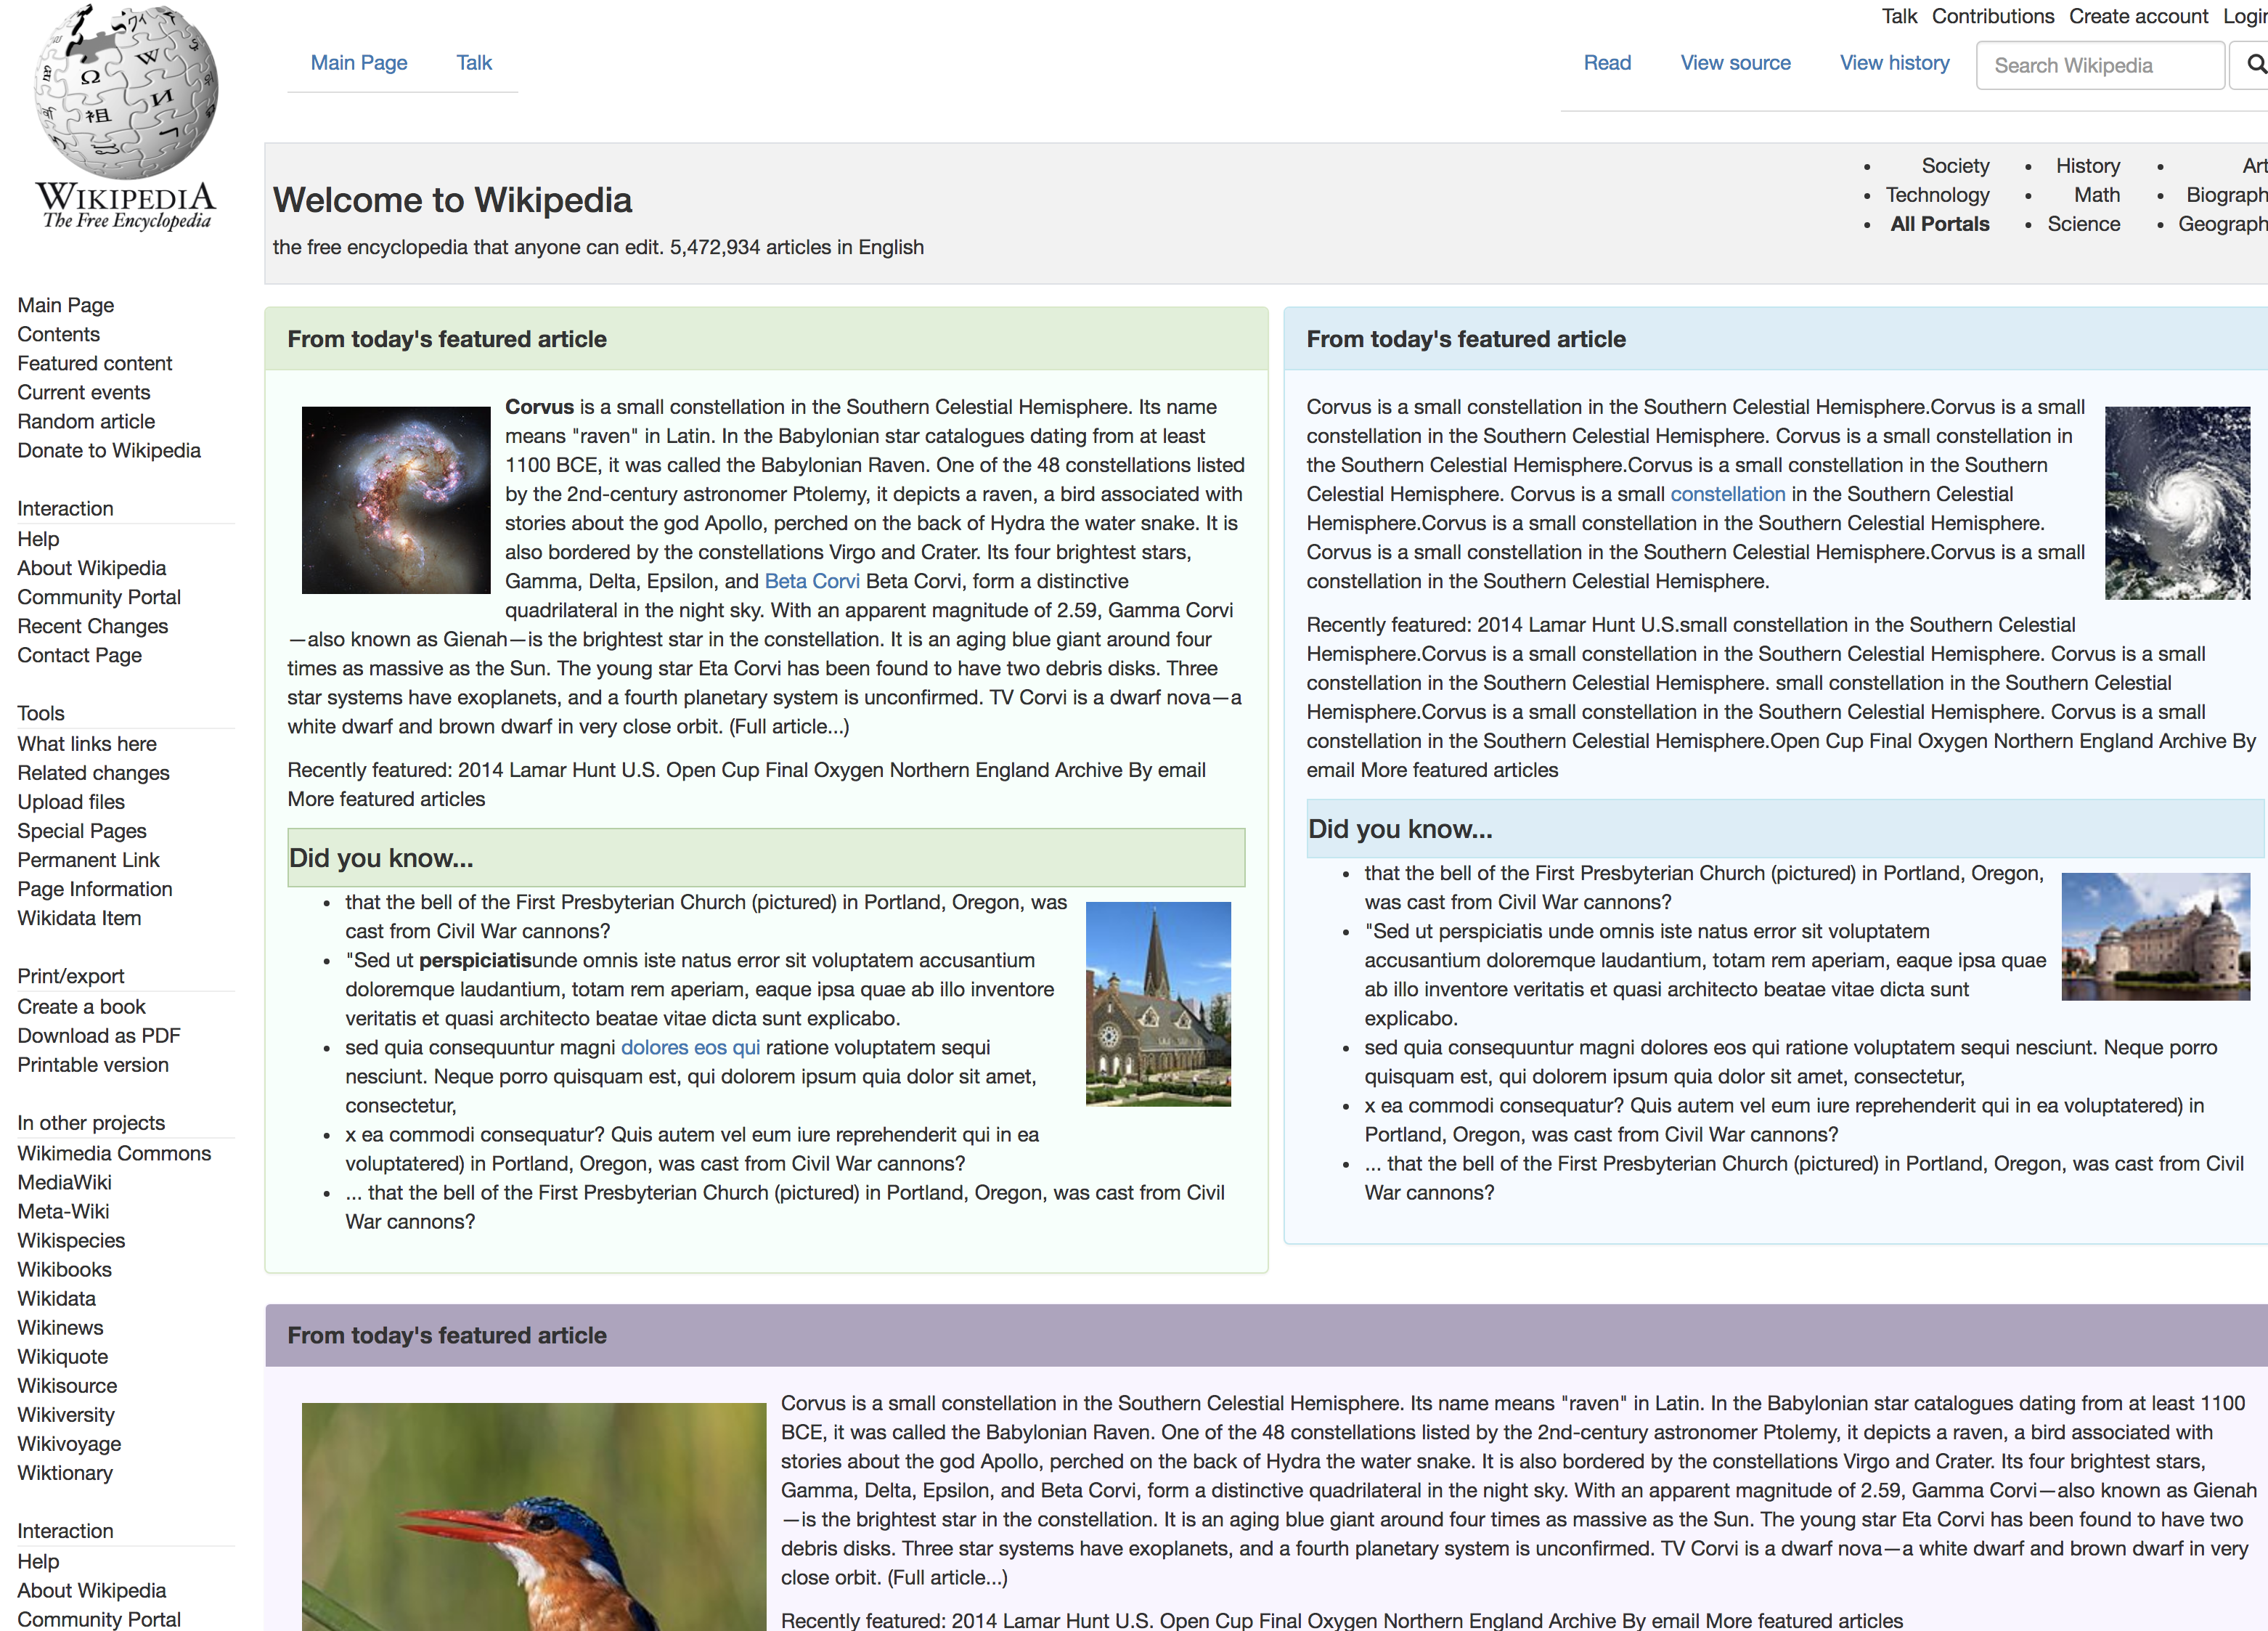 WIKIPEDIA
The Free Encyclopedia
Talk Contributions Create account Login
Main Page Talk
Read View source View history Search Wikipedia
Welcome to Wikipedia
the free encyclopedia that anyone can edit. 5,472,934 articles in English
• Society • History • Art
• Technology • Math • Biograph
• All Portals • Science • Geograph
Main Page
Contents
Featured content
Current events
Random article
Donate to Wikipedia
Interaction
Help
About Wikipedia
Community Portal
Recent Changes
Contact Page
Tools
What links here
Related changes
Upload files
Special Pages
Permanent Link
Page Information
Wikidata Item
Print/export
Create a book
Download as PDF
Printable version
In other projects
Wikimedia Commons
MediaWiki
Meta-Wiki
Wikispecies
Wikibooks
Wikidata
Wikinews
Wikiquote
Wikisource
Wikiversity
Wikivoyage
Wiktionary
Interaction
Help
About Wikipedia
Community Portal
From today's featured article
Corvus is a small constellation in the Southern Celestial Hemisphere. Its name
means "raven" in Latin. In the Babylonian star catalogues dating from at least
1100 BCE, it was called the Babylonian Raven. One of the 48 constellations listed
by the 2nd-century astronomer Ptolemy, it depicts a raven, a bird associated with
stories about the god Apollo, perched on the back of Hydra the water snake. It is
also bordered by the constellations Virgo and Crater. Its four brightest stars,
Gamma, Delta, Epsilon, and Beta Corvi Beta Corvi, form a distinctive
quadrilateral in the night sky. With an apparent magnitude of 2.59, Gamma Corvi
—also known as Gienah—is the brightest star in the constellation. It is an aging blue giant around four
times as massive as the Sun. The young star Eta Corvi has been found to have two debris disks. Three
star systems have exoplanets, and a fourth planetary system is unconfirmed. TV Corvi is a dwarf nova—a
white dwarf and brown dwarf in very close orbit. (Full article...)
Recently featured: 2014 Lamar Hunt U.S. Open Cup Final Oxygen Northern England Archive By email
More featured articles
Did you know...
• that the bell of the First Presbyterian Church (pictured) in Portland, Oregon, was
cast from Civil War cannons?
• "Sed ut perspiciatisunde omnis iste natus error sit voluptatem accusantium
doloremque laudantium, totam rem aperiam, eaque ipsa quae ab illo inventore
veritatis et quasi architecto beatae vitae dicta sunt explicabo.
• sed quia consequuntur magni dolores eos qui ratione voluptatem sequi
nesciunt. Neque porro quisquam est, qui dolorem ipsum quia dolor sit amet,
consectetur,
• x ea commodi consequatur? Quis autem vel eum iure reprehenderit qui in ea
voluptatered) in Portland, Oregon, was cast from Civil War cannons?
• ... that the bell of the First Presbyterian Church (pictured) in Portland, Oregon, was cast from Civil
War cannons?
From today's featured article
Corvus is a small constellation in the Southern Celestial Hemisphere.Corvus is a small
constellation in the Southern Celestial Hemisphere. Corvus is a small constellation in
the Southern Celestial Hemisphere.Corvus is a small constellation in the Southern
Celestial Hemisphere. Corvus is a small constellation in the Southern Celestial
Hemisphere.Corvus is a small constellation in the Southern Celestial Hemisphere.
Corvus is a small constellation in the Southern Celestial Hemisphere.Corvus is a small
constellation in the Southern Celestial Hemisphere.
Recently featured: 2014 Lamar Hunt U.S.small constellation in the Southern Celestial
Hemisphere.Corvus is a small constellation in the Southern Celestial Hemisphere. Corvus is a small
constellation in the Southern Celestial Hemisphere. small constellation in the Southern Celestial
Hemisphere.Corvus is a small constellation in the Southern Celestial Hemisphere. Corvus is a small
constellation in the Southern Celestial Hemisphere.Open Cup Final Oxygen Northern England Archive By
email More featured articles
Did you know...
• that the bell of the First Presbyterian Church (pictured) in Portland, Oregon,
was cast from Civil War cannons?
• "Sed ut perspiciatis unde omnis iste natus error sit voluptatem
accusantium doloremque laudantium, totam rem aperiam, eaque ipsa quae
ab illo inventore veritatis et quasi architecto beatae vitae dicta sunt
explicabo.
• sed quia consequuntur magni dolores eos qui ratione voluptatem sequi nesciunt. Neque porro
quisquam est, qui dolorem ipsum quia dolor sit amet, consectetur,
• x ea commodi consequatur? Quis autem vel eum iure reprehenderit qui in ea voluptatered) in
Portland, Oregon, was cast from Civil War cannons?
• ... that the bell of the First Presbyterian Church (pictured) in Portland, Oregon, was cast from Civil
War cannons?
From today's featured article
Corvus is a small constellation in the Southern Celestial Hemisphere. Its name means "raven" in Latin. In the Babylonian star catalogues dating from at least 1100
BCE, it was called the Babylonian Raven. One of the 48 constellations listed by the 2nd-century astronomer Ptolemy, it depicts a raven, a bird associated with
stories about the god Apollo, perched on the back of Hydra the water snake. It is also bordered by the constellations Virgo and Crater. Its four brightest stars,
Gamma, Delta, Epsilon, and Beta Corvi, form a distinctive quadrilateral in the night sky. With an apparent magnitude of 2.59, Gamma Corvi—also known as Gienah
—is the brightest star in the constellation. It is an aging blue giant around four times as massive as the Sun. The young star Eta Corvi has been found to have two
debris disks. Three star systems have exoplanets, and a fourth planetary system is unconfirmed. TV Corvi is a dwarf nova—a white dwarf and brown dwarf in very
close orbit. (Full article...)
Recently featured: 2014 Lamar Hunt U.S. Open Cup Final Oxygen Northern England Archive By email More featured articles